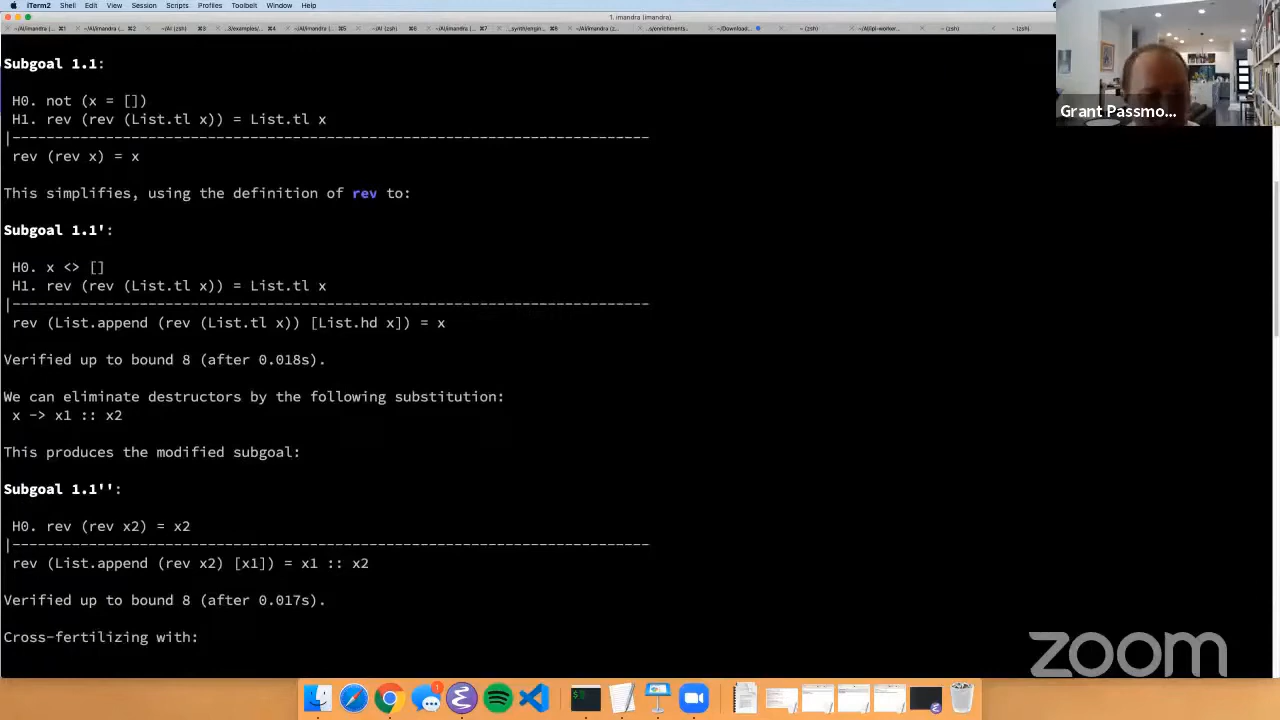 iTerm2 Shell Edit View Session Scripts Profiles Toolbelt Window Help
1. imandra (imandra)
Subgoal 1.1:
H0. not (x = [])
H1. rev (rev (List.tl x)) = List.tl x
|---------------------------------------------------------------------------
rev (rev x) = x
This simplifies, using the definition of rev to:
Subgoal 1.1':
H0. x <> []
H1. rev (rev (List.tl x)) = List.tl x
|---------------------------------------------------------------------------
rev (List.append (rev (List.tl x)) [List.hd x]) = x
Verified up to bound 8 (after 0.018s).
We can eliminate destructors by the following substitution:
x -> x1 :: x2
This produces the modified subgoal:
Subgoal 1.1'':
H0. rev (rev x2) = x2
|---------------------------------------------------------------------------
rev (List.append (rev x2) [x1]) = x1 :: x2
Verified up to bound 8 (after 0.017s).
Cross-fertilizing with:
Grant Passmo...
zoom